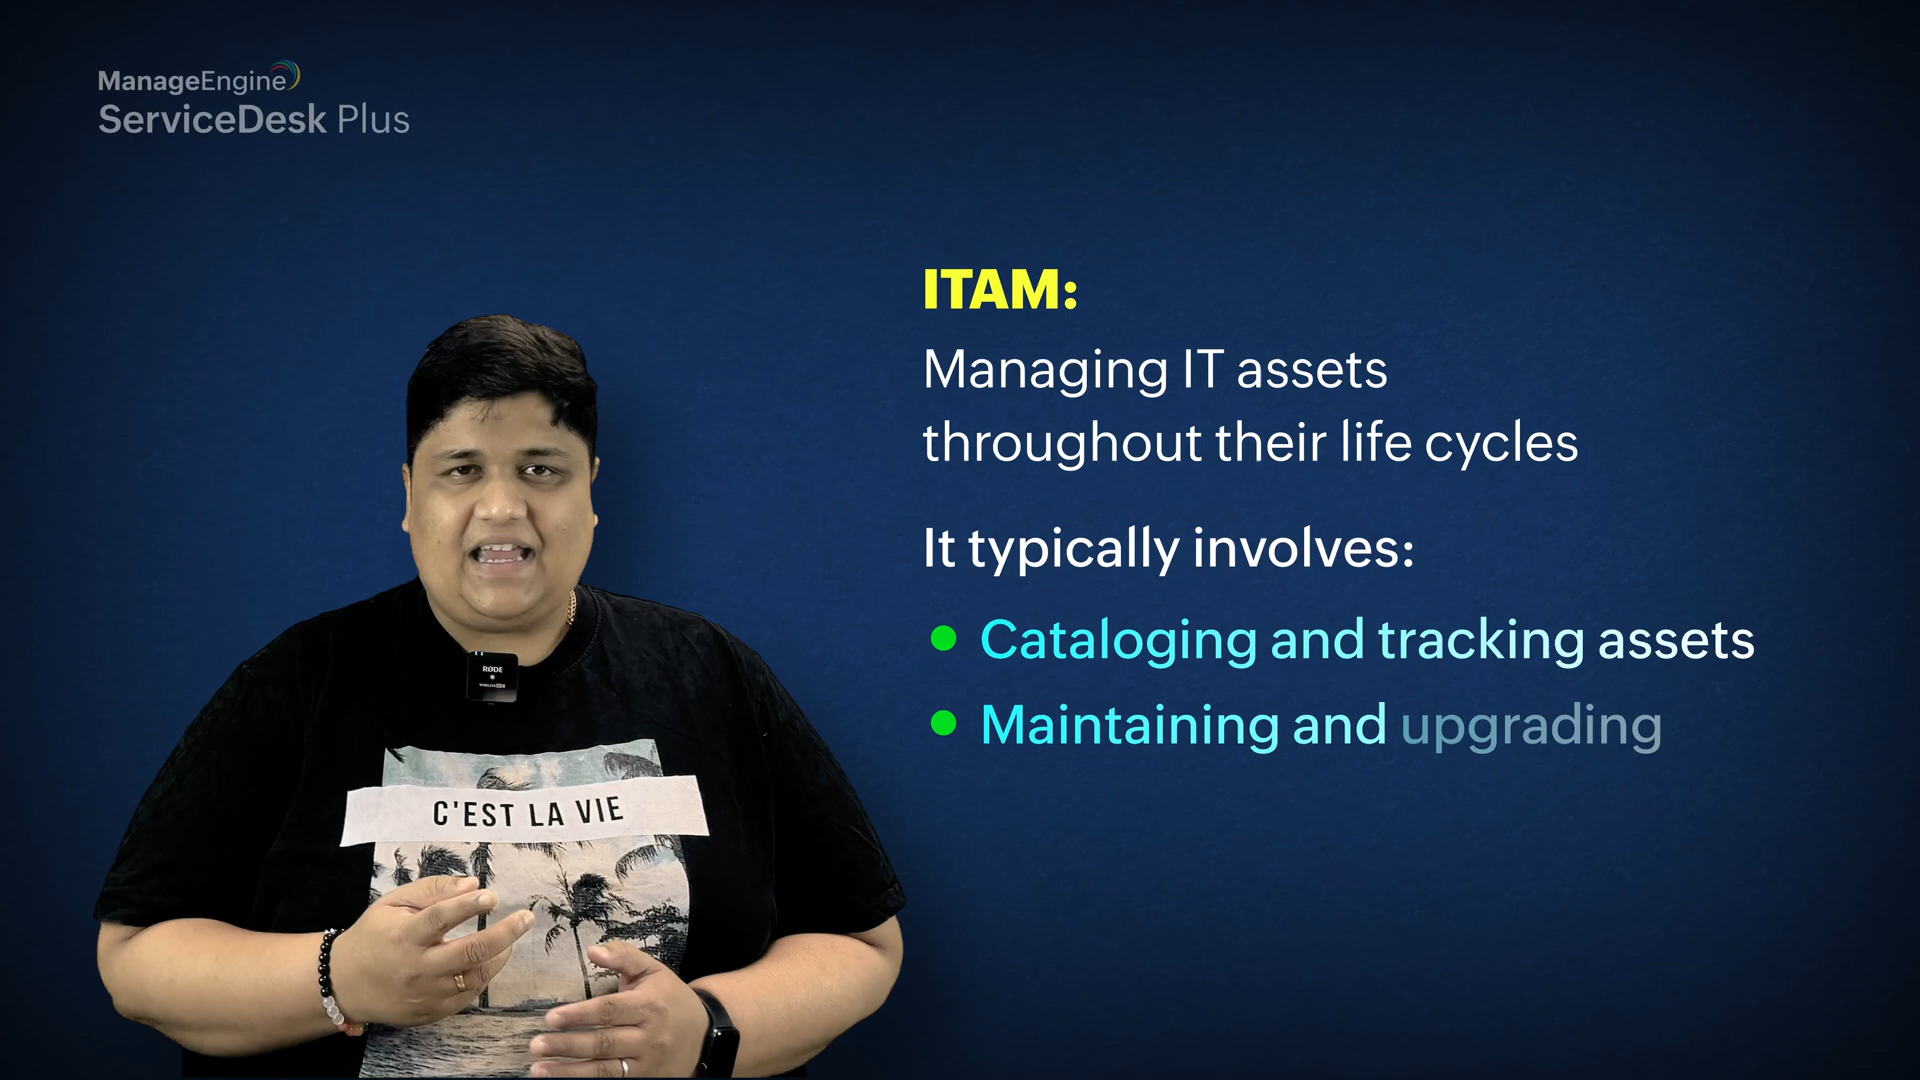 ManageEngine
ServiceDesk Plus
ITAM:
Managing IT assets
throughout their life cycles
It typically involves:
Cataloging and tracking assets
Maintaining and upgrading
RØDE
C'EST LA VIE